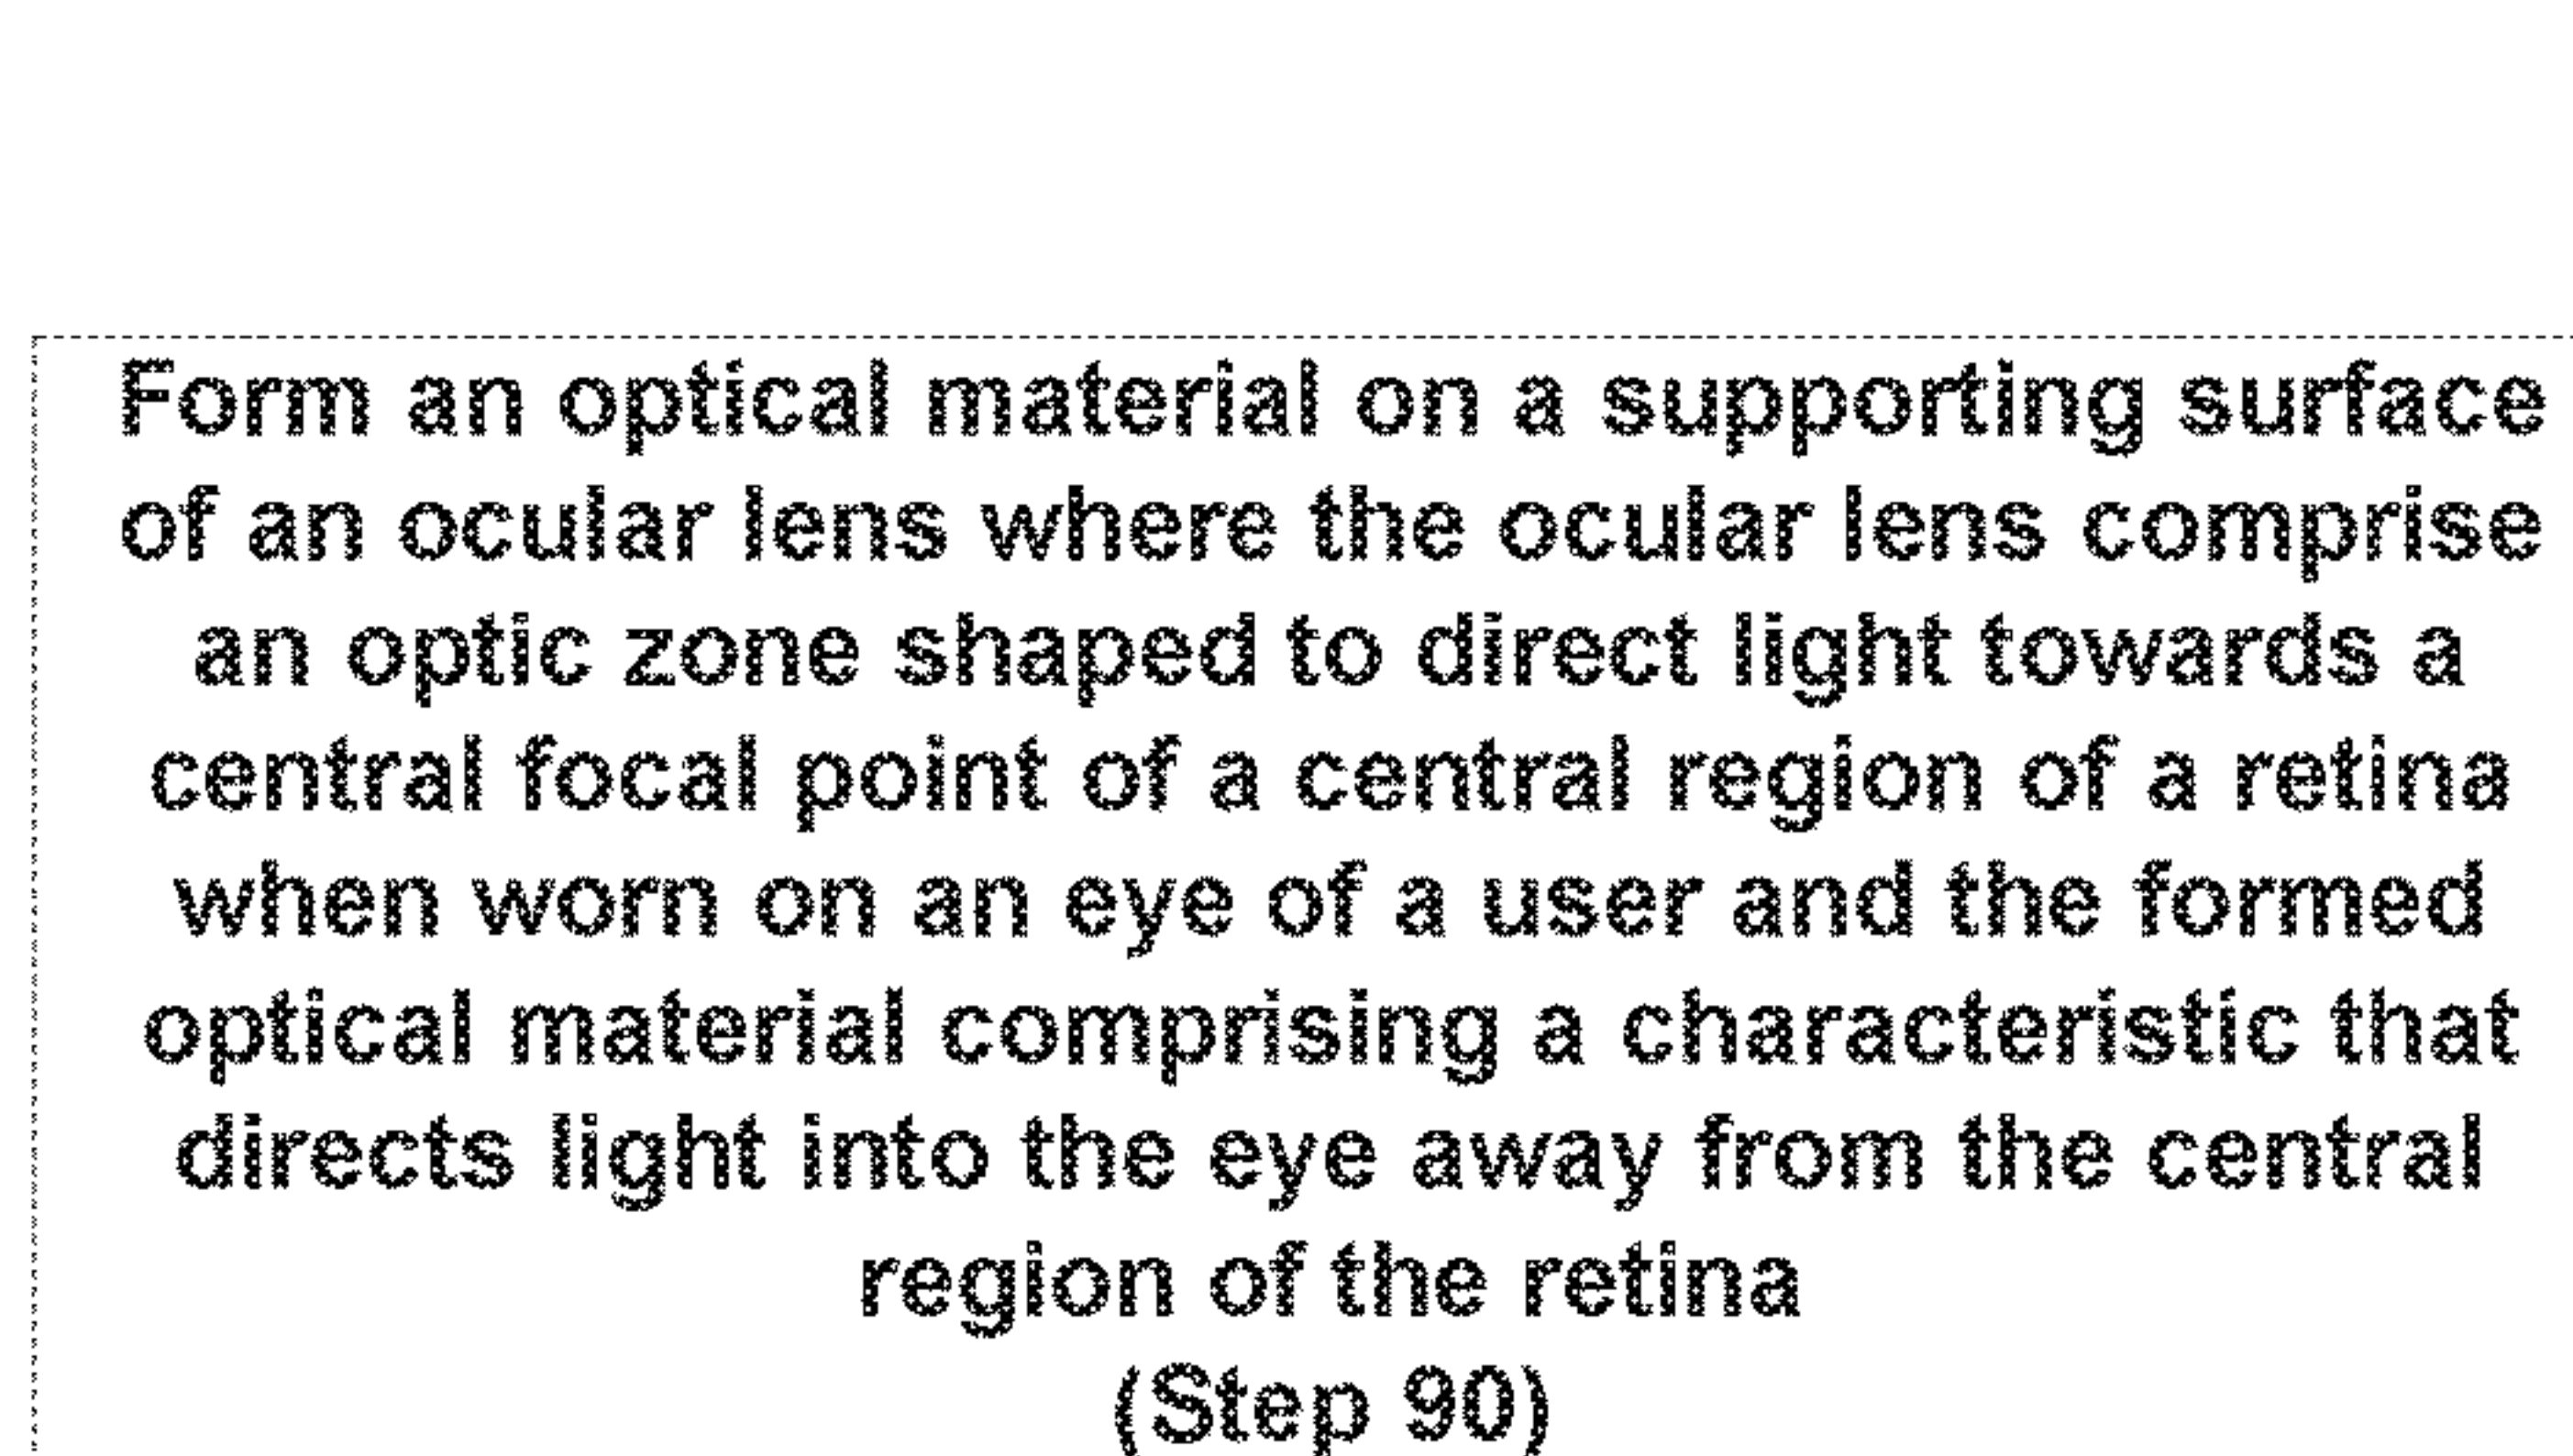 Form an optical material on a supporting surface
of an ocular lens where the ocular lens comprise
an optic zone shaped to direct light towards a
central focal point of a central region of a retina
when worn on an eye of a user and the formed
optical material comprising a characteristic that
directs light into the eye away from the central
region of the retina
(Step 90)